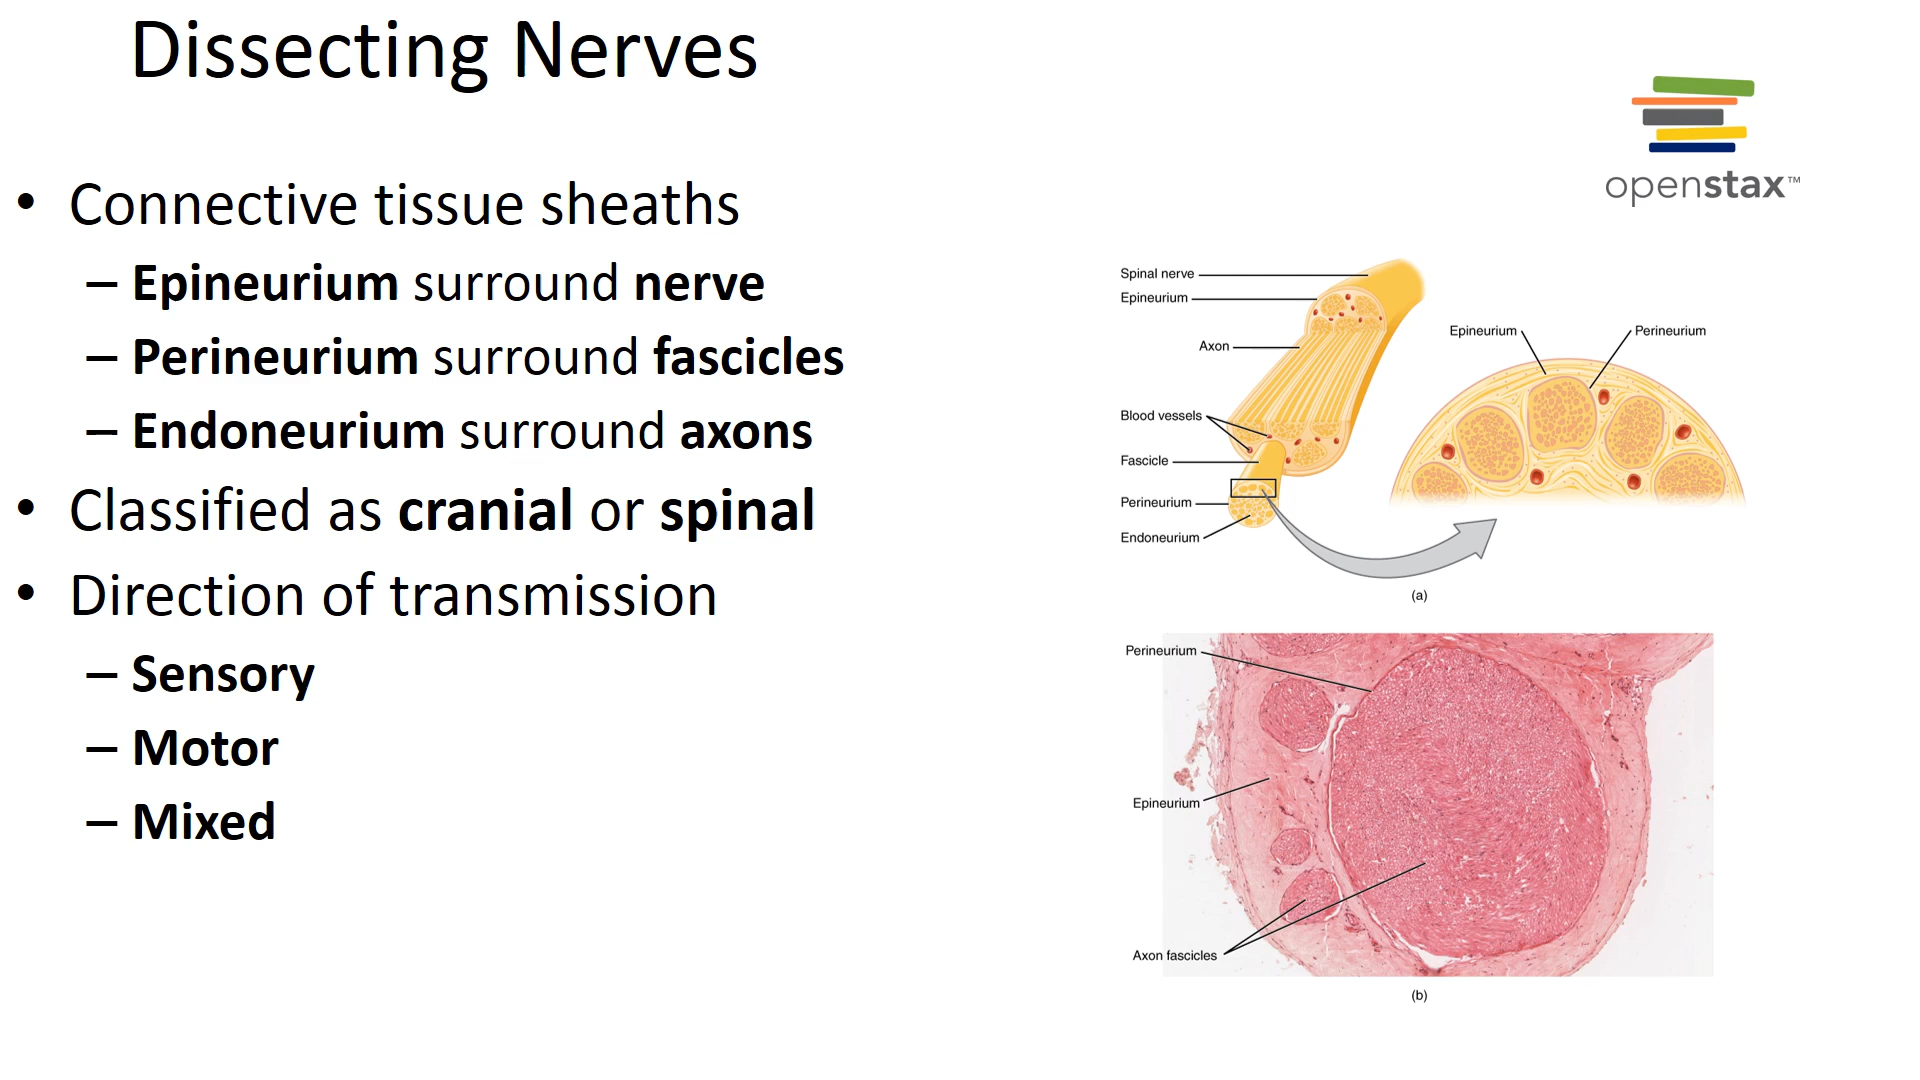 Dissecting Nerves
openstax™
• Connective tissue sheaths
– Epineurium surround nerve
– Perineurium surround fascicles
– Endoneurium surround axons
• Classified as cranial or spinal
• Direction of transmission
– Sensory
– Motor
– Mixed
Spinal nerve
Epineurium
Axon
Blood vessels
Fascicle
Perineurium
Endoneurium
Epineurium
Perineurium
(a)
Perineurium
Epineurium
Axon fascicles
(b)